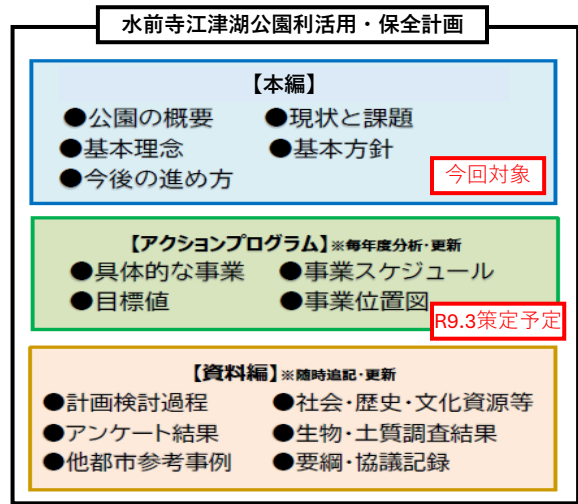 水前寺江津湖公園利活用・保全計画
【本編】
●公園の概要 ●現状と課題
●基本理念 ●基本方針
●今後の進め方
今回対象
【アクションプログラム】※毎年度分析・更新
●具体的な事業 ●事業スケジュール
●目標値 ●事業位置図
R9.3策定予定
【資料編】※随時追記・更新
●計画検討過程 ●社会・歴史・文化資源等
●アンケート結果 ●生物・土質調査結果
●他都市参考事例 ●要綱・協議記録